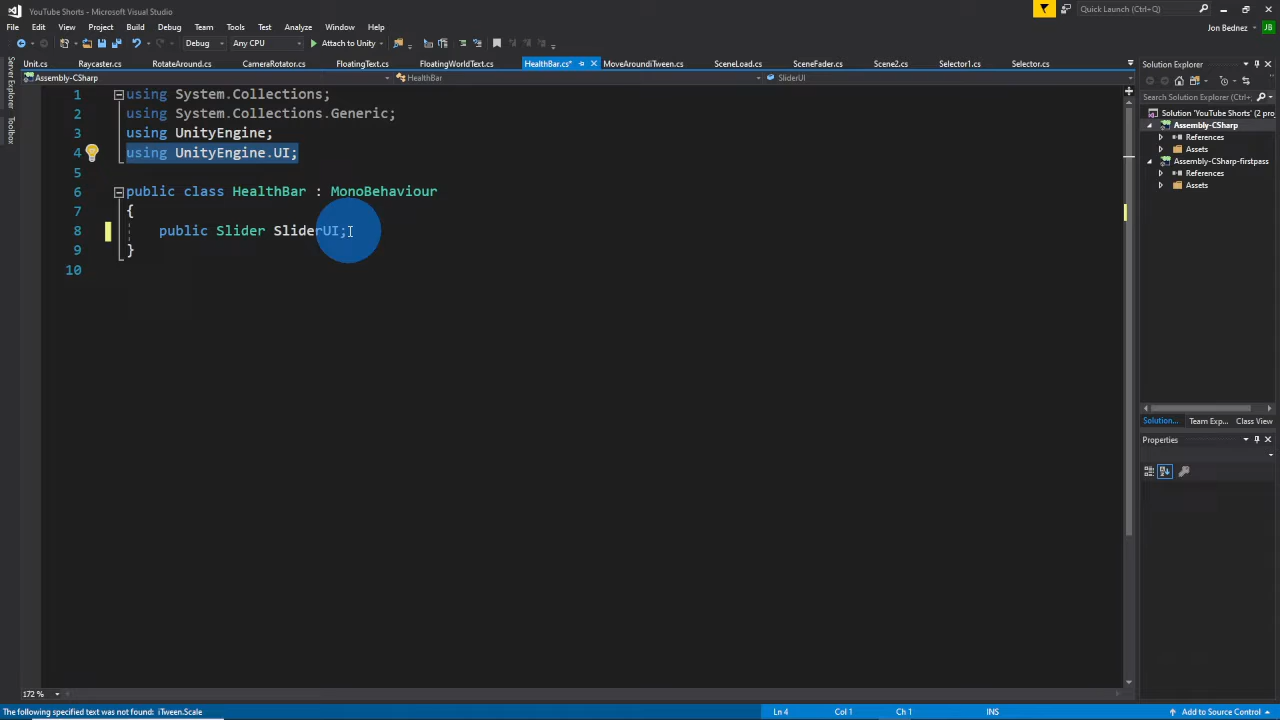 YouTube Shorts - Microsoft Visual Studio
Quick Launch (Ctrl+Q)
File Edit View Project Build Debug Team Tools Test Analyze Window Help
Jon Bednez JB
Debug Any CPU Attach to Unity
Unit.cs Raycaster.cs RotateAround.cs CameraRotator.cs FloatingText.cs FloatingWorldText.cs HealthBar.cs* MoveAroundiTween.cs SceneLoad.cs SceneFader.cs Scene2.cs Selector1.cs Selector.cs
Solution Explorer
Assembly-CSharp HealthBar SliderUI
Server Explorer
Toolbox
1 using System.Collections;
2 using System.Collections.Generic;
3 using UnityEngine;
4 using UnityEngine.UI;
5
6 public class HealthBar : MonoBehaviour
7 {
8 public Slider SliderUI;
9 }
10
Search Solution Explorer (Ctrl+;)
Solution 'YouTube Shorts' (2 proj
Assembly-CSharp
References
Assets
Assembly-CSharp-firstpass
References
Assets
Solution... Team Exp... Class View
Properties
172 %
The following specified text was not found: iTween.Scale
Ln 4 Col 1 Ch 1 INS Add to Source Control